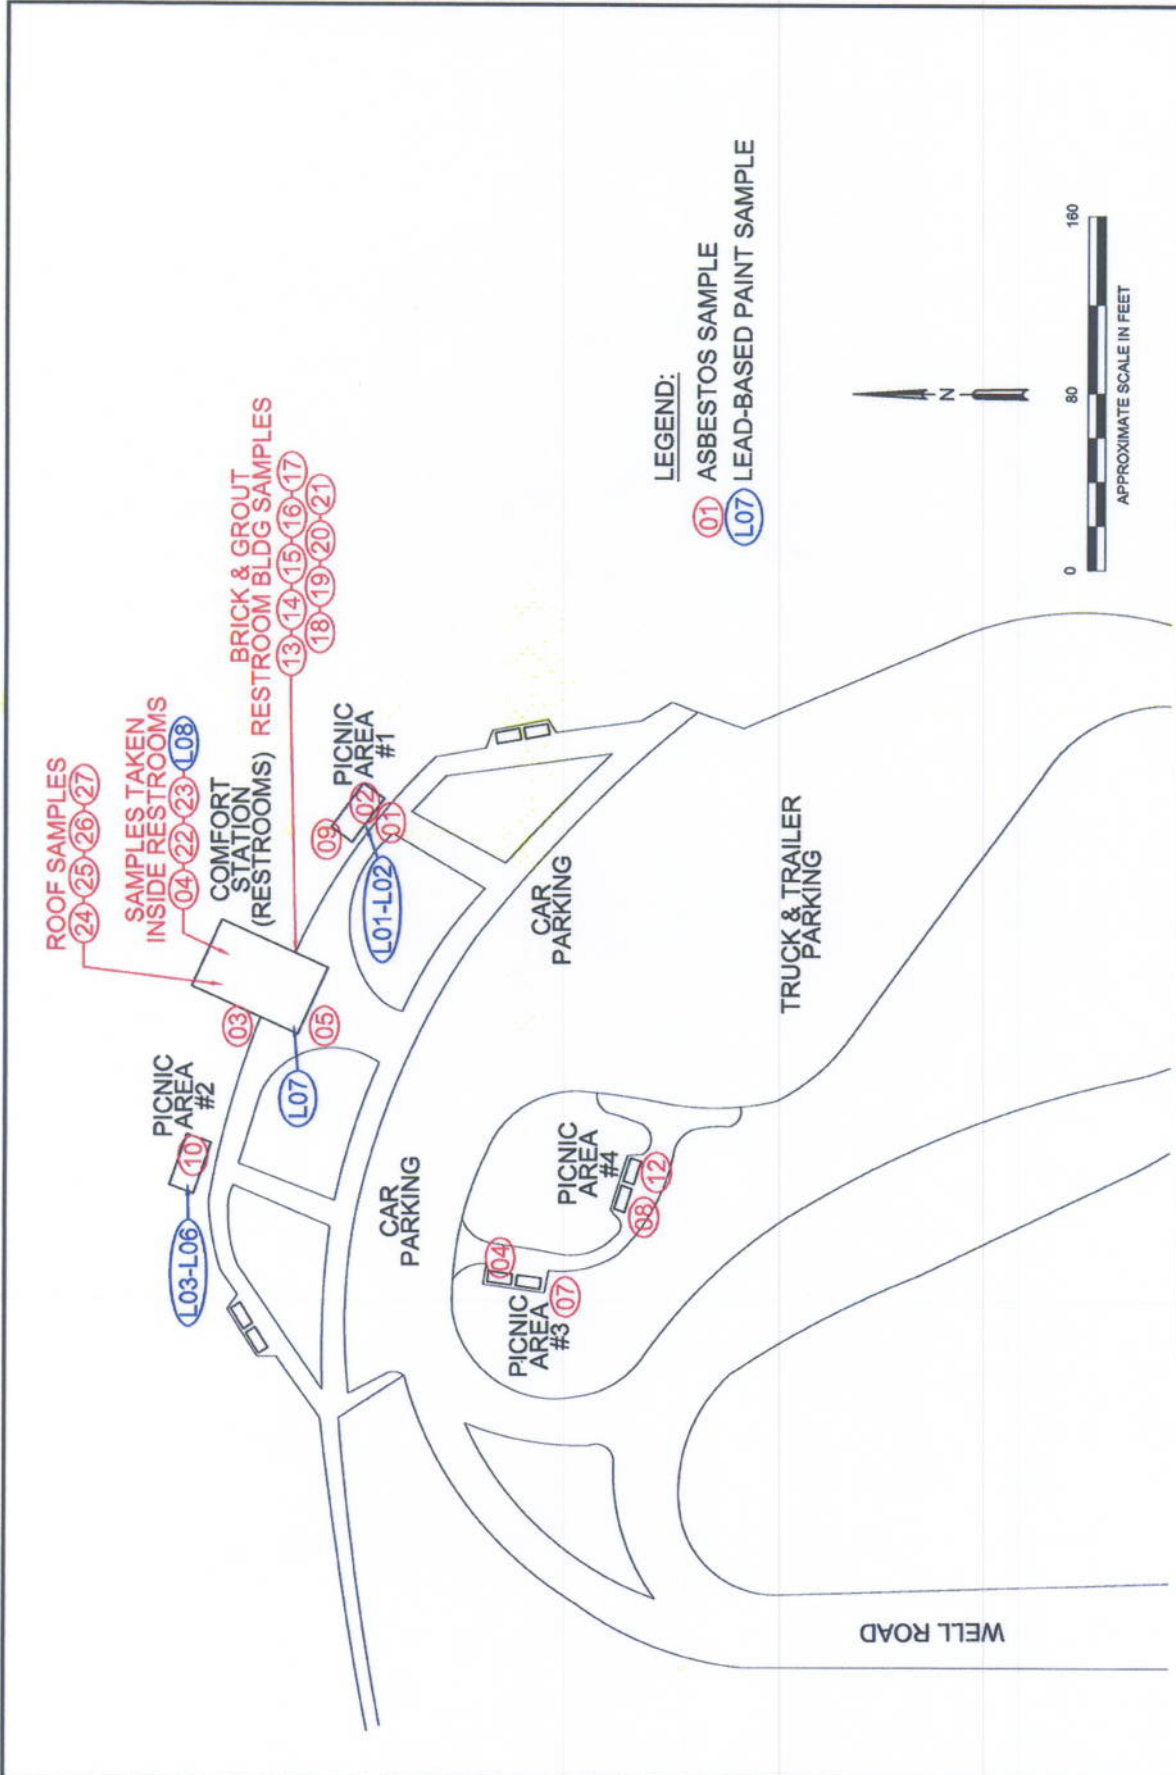 ROOF SAMPLES
24 25 26 27
SAMPLES TAKEN
INSIDE RESTROOMS
04 22 23 L08
COMFORT
STATION
(RESTROOMS)
BRICK & GROUT
RESTROOM BLDG SAMPLES
13 14 15 16 17
18 19 20 21
03
05
L07
PICNIC
AREA
#2
10
L03-L06
PICNIC
AREA
#1
09
02
01
L01-L02
CAR
PARKING
CAR
PARKING
PICNIC
AREA
#3
04
07
PICNIC
AREA
#4
08
12
TRUCK & TRAILER
PARKING
WELL ROAD
LEGEND:
01 ASBESTOS SAMPLE
L07 LEAD-BASED PAINT SAMPLE
N
0 80 160
APPROXIMATE SCALE IN FEET